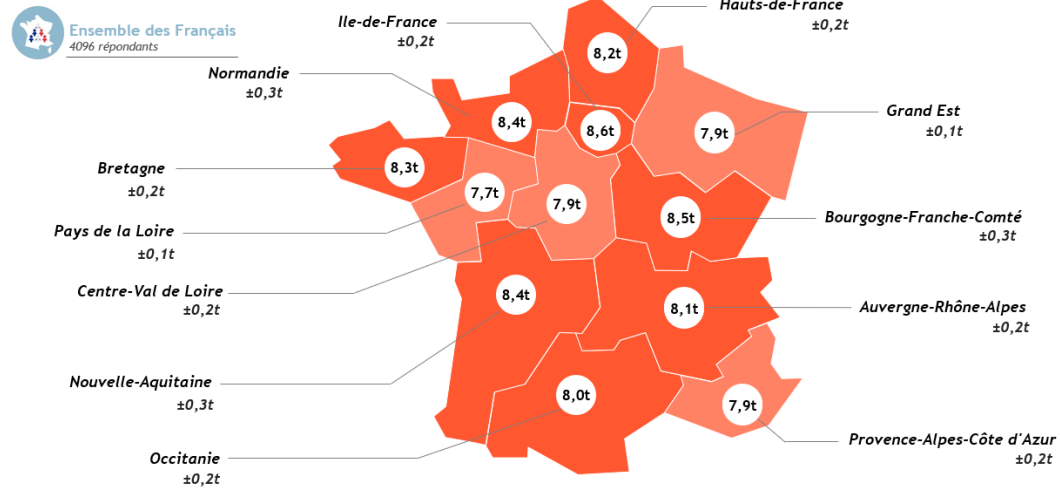 Ensemble des Français
4096 répondants
Hauts-de-France
±0,2t
Ile-de-France
±0,2t
8,2t
Normandie
±0,3t
8,4t
8,6t
7,9t
Grand Est
±0,1t
Bretagne
±0,2t
8,3t
7,7t
7,9t
8,5t
Bourgogne-Franche-Comté
±0,3t
Pays de la Loire
±0,1t
Centre-Val de Loire
±0,2t
8,4t
8,1t
Auvergne-Rhône-Alpes
±0,2t
Nouvelle-Aquitaine
±0,3t
8,0t
7,9t
Provence-Alpes-Côte d'Azur
±0,2t
Occitanie
±0,2t